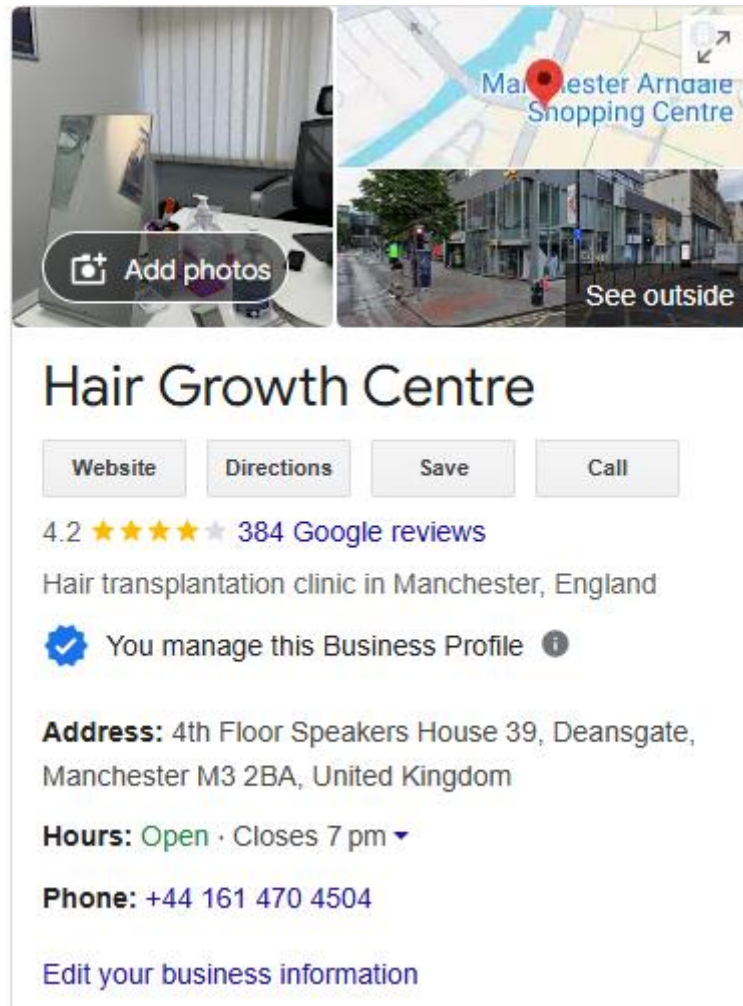 Manchester Arndale
Shopping Centre
Add photos
See outside
Hair Growth Centre
Website
Directions
Save
Call
4.2
384 Google reviews
Hair transplantation clinic in Manchester, England
You manage this Business Profile
Address: 4th Floor Speakers House 39, Deansgate,
Manchester M3 2BA, United Kingdom
Hours: Open · Closes 7 pm
Phone: +44 161 470 4504
Edit your business information